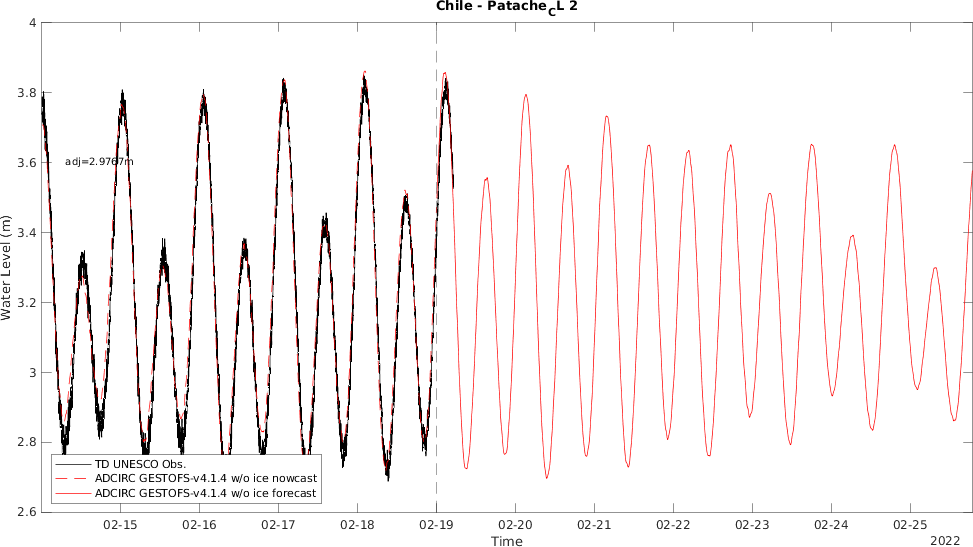 Chile - Patache_CL 2
4
3.8
3.6
3.4
3.2
3
2.8
2.6
Water Level (m)
adj=2.9767m
TD UNESCO Obs.
ADCIRC GESTOFS-v4.1.4 w/o ice nowcast
ADCIRC GESTOFS-v4.1.4 w/o ice forecast
02-15 02-16 02-17 02-18 02-19 02-20 02-21 02-22 02-23 02-24 02-25
Time
2022